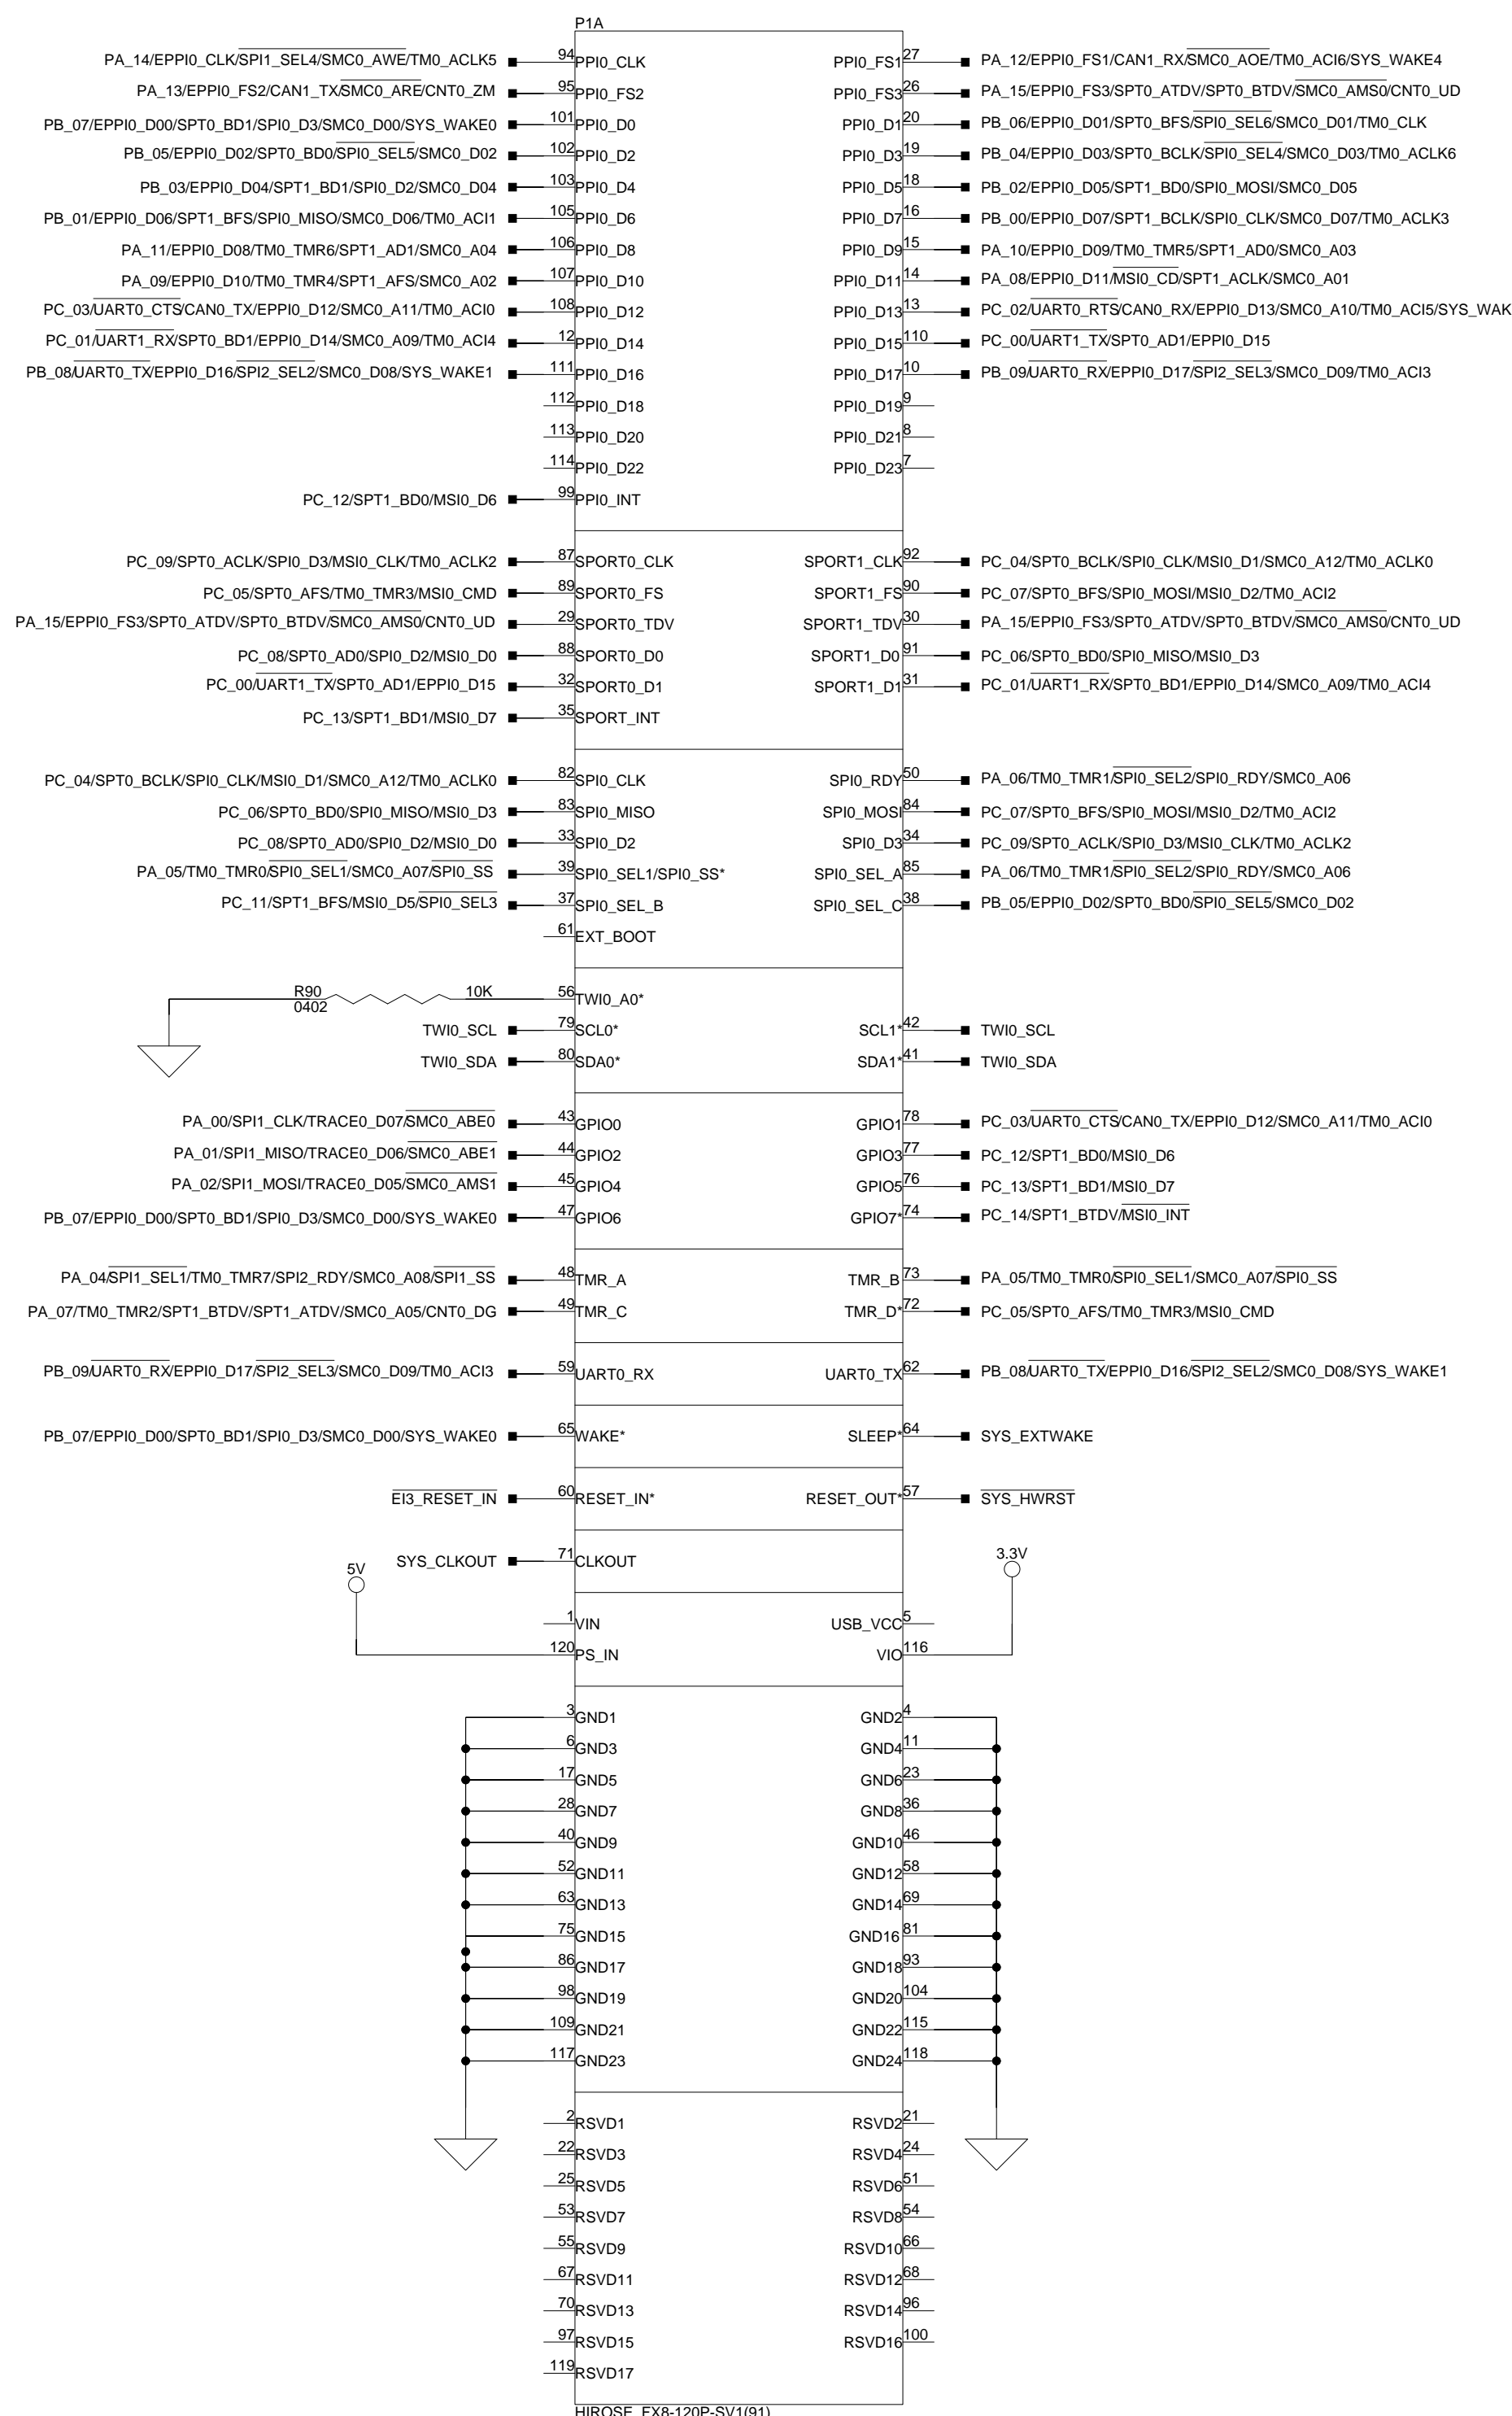 P1A
PA_14/EPPI0_CLK/SPI1_SEL4/SMC0_AWE/TM0_ACLK5 94 PPI0_CLK PPI0_FS1 27 PA_12/EPPI0_FS1/CAN1_RX/SMC0_AOE/TM0_ACI6/SYS_WAKE4
PA_13/EPPI0_FS2/CAN1_TX/SMC0_ARE/CNT0_ZM 95 PPI0_FS2 PPI0_FS3 26 PA_15/EPPI0_FS3/SPT0_ATDV/SPT0_BTDV/SMC0_AMS0/CNT0_UD
PB_07/EPPI0_D00/SPT0_BD1/SPI0_D3/SMC0_D00/SYS_WAKE0 101 PPI0_D0 PPI0_D1 20 PB_06/EPPI0_D01/SPT0_BFS/SPI0_SEL6/SMC0_D01/TM0_CLK
PB_05/EPPI0_D02/SPT0_BD0/SPI0_SEL5/SMC0_D02 102 PPI0_D2 PPI0_D3 19 PB_04/EPPI0_D03/SPT0_BCLK/SPI0_SEL4/SMC0_D03/TM0_ACLK6
PB_03/EPPI0_D04/SPT1_BD1/SPI0_D2/SMC0_D04 103 PPI0_D4 PPI0_D5 18 PB_02/EPPI0_D05/SPT1_BD0/SPI0_MOSI/SMC0_D05
PB_01/EPPI0_D06/SPT1_BFS/SPI0_MISO/SMC0_D06/TM0_ACI1 105 PPI0_D6 PPI0_D7 16 PB_00/EPPI0_D07/SPT1_BCLK/SPI0_CLK/SMC0_D07/TM0_ACLK3
PA_11/EPPI0_D08/TM0_TMR6/SPT1_AD1/SMC0_A04 106 PPI0_D8 PPI0_D9 15 PA_10/EPPI0_D09/TM0_TMR5/SPT1_AD0/SMC0_A03
PA_09/EPPI0_D10/TM0_TMR4/SPT1_AFS/SMC0_A02 107 PPI0_D10 PPI0_D11 14 PA_08/EPPI0_D11/MSI0_CD/SPT1_ACLK/SMC0_A01
PC_03/UART0_CTS/CAN0_TX/EPPI0_D12/SMC0_A11/TM0_ACI0 108 PPI0_D12 PPI0_D13 13 PC_02/UART0_RTS/CAN0_RX/EPPI0_D13/SMC0_A10/TM0_ACI5/SYS_WAK
PC_01/UART1_RX/SPT0_BD1/EPPI0_D14/SMC0_A09/TM0_ACI4 12 PPI0_D14 PPI0_D15 110 PC_00/UART1_TX/SPT0_AD1/EPPI0_D15
PB_08/UART0_TX/EPPI0_D16/SPI2_SEL2/SMC0_D08/SYS_WAKE1 111 PPI0_D16 PPI0_D17 10 PB_09/UART0_RX/EPPI0_D17/SPI2_SEL3/SMC0_D09/TM0_ACI3
112 PPI0_D18 PPI0_D19 9
113 PPI0_D20 PPI0_D21 8
114 PPI0_D22 PPI0_D23 7
PC_12/SPT1_BD0/MSI0_D6 99 PPI0_INT
PC_09/SPT0_ACLK/SPI0_D3/MSI0_CLK/TM0_ACLK2 87 SPORT0_CLK SPORT1_CLK 92 PC_04/SPT0_BCLK/SPI0_CLK/MSI0_D1/SMC0_A12/TM0_ACLK0
PC_05/SPT0_AFS/TM0_TMR3/MSI0_CMD 89 SPORT0_FS SPORT1_FS 90 PC_07/SPT0_BFS/SPI0_MOSI/MSI0_D2/TM0_ACI2
PA_15/EPPI0_FS3/SPT0_ATDV/SPT0_BTDV/SMC0_AMS0/CNT0_UD 29 SPORT0_TDV SPORT1_TDV 30 PA_15/EPPI0_FS3/SPT0_ATDV/SPT0_BTDV/SMC0_AMS0/CNT0_UD
PC_08/SPT0_AD0/SPI0_D2/MSI0_D0 88 SPORT0_D0 SPORT1_D0 91 PC_06/SPT0_BD0/SPI0_MISO/MSI0_D3
PC_00/UART1_TX/SPT0_AD1/EPPI0_D15 32 SPORT0_D1 SPORT1_D1 31 PC_01/UART1_RX/SPT0_BD1/EPPI0_D14/SMC0_A09/TM0_ACI4
PC_13/SPT1_BD1/MSI0_D7 35 SPORT_INT
PC_04/SPT0_BCLK/SPI0_CLK/MSI0_D1/SMC0_A12/TM0_ACLK0 82 SPI0_CLK SPI0_RDY 50 PA_06/TM0_TMR1/SPI0_SEL2/SPI0_RDY/SMC0_A06
PC_06/SPT0_BD0/SPI0_MISO/MSI0_D3 83 SPI0_MISO SPI0_MOSI 84 PC_07/SPT0_BFS/SPI0_MOSI/MSI0_D2/TM0_ACI2
PC_08/SPT0_AD0/SPI0_D2/MSI0_D0 33 SPI0_D2 SPI0_D3 34 PC_09/SPT0_ACLK/SPI0_D3/MSI0_CLK/TM0_ACLK2
PA_05/TM0_TMR0/SPI0_SEL1/SMC0_A07/SPI0_SS 39 SPI0_SEL1/SPI0_SS* SPI0_SEL_A 85 PA_06/TM0_TMR1/SPI0_SEL2/SPI0_RDY/SMC0_A06
PC_11/SPT1_BFS/MSI0_D5/SPI0_SEL3 37 SPI0_SEL_B SPI0_SEL_C 38 PB_05/EPPI0_D02/SPT0_BD0/SPI0_SEL5/SMC0_D02
61 EXT_BOOT
R90 10K 56 TWI0_A0*
0402
TWI0_SCL 79 SCL0* SCL1* 42 TWI0_SCL
TWI0_SDA 80 SDA0* SDA1* 41 TWI0_SDA
PA_00/SPI1_CLK/TRACE0_D07/SMC0_ABE0 43 GPIO0 GPIO1 78 PC_03/UART0_CTS/CAN0_TX/EPPI0_D12/SMC0_A11/TM0_ACI0
PA_01/SPI1_MISO/TRACE0_D06/SMC0_ABE1 44 GPIO2 GPIO3 77 PC_12/SPT1_BD0/MSI0_D6
PA_02/SPI1_MOSI/TRACE0_D05/SMC0_AMS1 45 GPIO4 GPIO5 76 PC_13/SPT1_BD1/MSI0_D7
PB_07/EPPI0_D00/SPT0_BD1/SPI0_D3/SMC0_D00/SYS_WAKE0 47 GPIO6 GPIO7* 74 PC_14/SPT1_BTDV/MSI0_INT
PA_04/SPI1_SEL1/TM0_TMR7/SPI2_RDY/SMC0_A08/SPI1_SS 48 TMR_A TMR_B 73 PA_05/TM0_TMR0/SPI0_SEL1/SMC0_A07/SPI0_SS
PA_07/TM0_TMR2/SPT1_BTDV/SPT1_ATDV/SMC0_A05/CNT0_DG 49 TMR_C TMR_D* 72 PC_05/SPT0_AFS/TM0_TMR3/MSI0_CMD
PB_09/UART0_RX/EPPI0_D17/SPI2_SEL3/SMC0_D09/TM0_ACI3 59 UART0_RX UART0_TX 62 PB_08/UART0_TX/EPPI0_D16/SPI2_SEL2/SMC0_D08/SYS_WAKE1
PB_07/EPPI0_D00/SPT0_BD1/SPI0_D3/SMC0_D00/SYS_WAKE0 65 WAKE* SLEEP* 64 SYS_EXTWAKE
EI3_RESET_IN 60 RESET_IN* RESET_OUT* 57 SYS_HWRST
SYS_CLKOUT 71 CLKOUT
5V 3.3V
1 VIN USB_VCC 5
120 PS_IN VIO 116
3 GND1 GND2 4
6 GND3 GND4 11
17 GND5 GND6 23
28 GND7 GND8 36
40 GND9 GND10 46
52 GND11 GND12 58
63 GND13 GND14 69
75 GND15 GND16 81
86 GND17 GND18 93
98 GND19 GND20 104
109 GND21 GND22 115
117 GND23 GND24 118
2 RSVD1 RSVD2 21
22 RSVD3 RSVD4 24
25 RSVD5 RSVD6 51
53 RSVD7 RSVD8 54
55 RSVD9 RSVD10 66
67 RSVD11 RSVD12 68
70 RSVD13 RSVD14 96
97 RSVD15 RSVD16 100
119 RSVD17
HIROSE_FX8-120P-SV1(91)